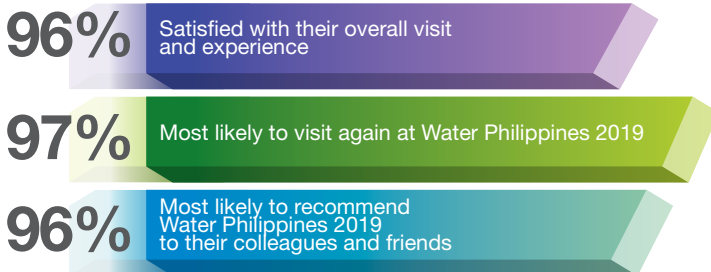 96%
Satisfied with their overall visit
and experience
97%
Most likely to visit again at Water Philippines 2019
96%
Most likely to recommend
Water Philippines 2019
to their colleagues and friends